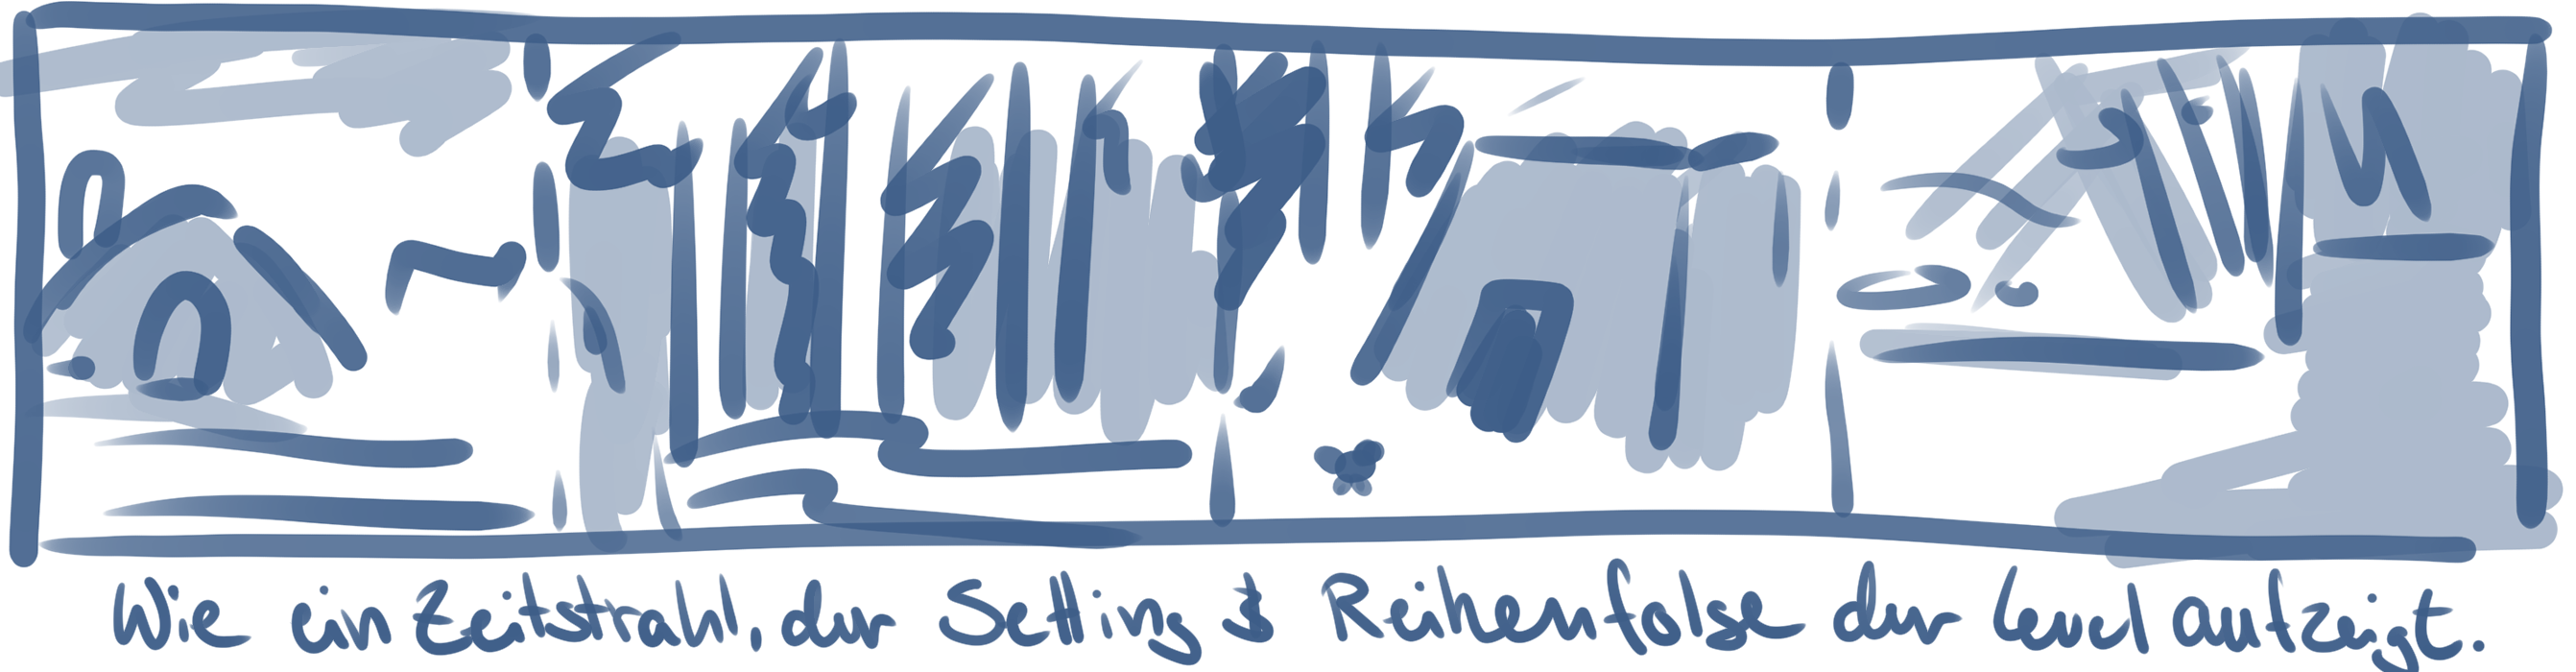 Wie ein Zeitstrahl, der Setting & Reihenfolge der Level aufzeigt.